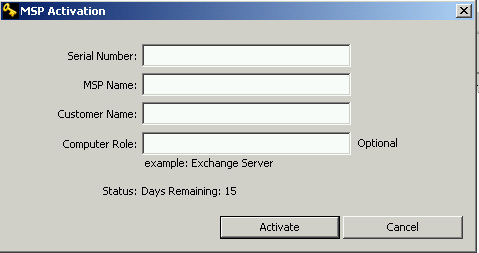 MSP Activation
Serial Number:
MSP Name:
Customer Name:
Computer Role: Optional
example: Exchange Server
Status: Days Remaining: 15
Activate Cancel